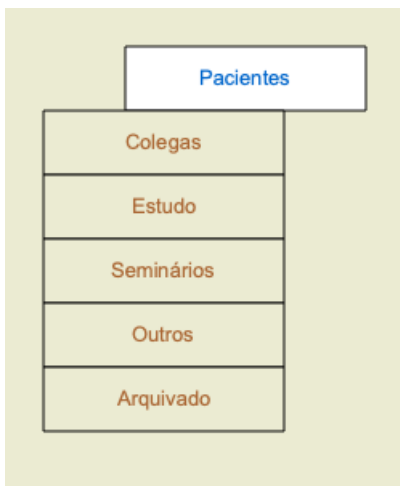 Pacientes
Colegas
Estudo
Seminários
Outros
Arquivado